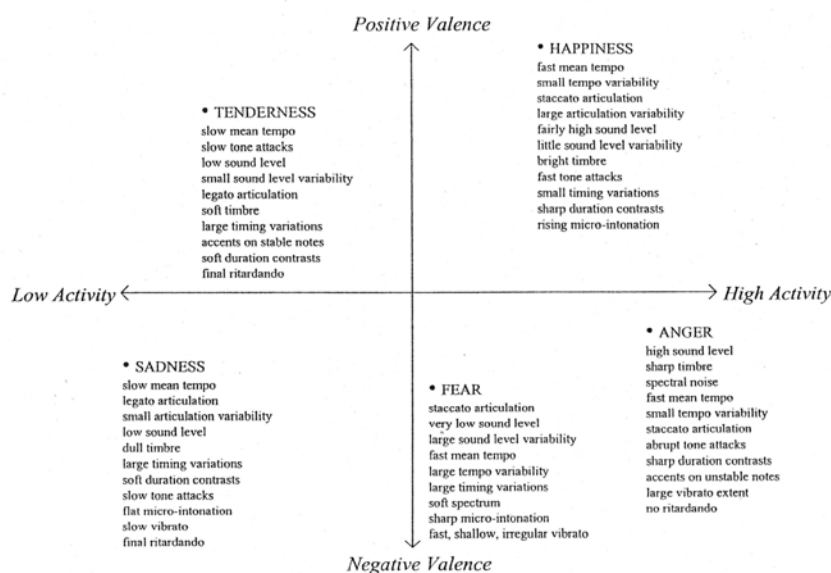 Positive Valence
• HAPPINESS
fast mean tempo
small tempo variability
staccato articulation
large articulation variability
fairly high sound level
little sound level variability
bright timbre
fast tone attacks
small timing variations
sharp duration contrasts
rising micro-intonation
• TENDERNESS
slow mean tempo
slow tone attacks
low sound level
small sound level variability
legato articulation
soft timbre
large timing variations
accents on stable notes
soft duration contrasts
final ritardando
Low Activity
High Activity
• SADNESS
slow mean tempo
legato articulation
small articulation variability
low sound level
dull timbre
large timing variations
soft duration contrasts
slow tone attacks
flat micro-intonation
slow vibrato
final ritardando
• FEAR
staccato articulation
very low sound level
large sound level variability
fast mean tempo
large tempo variability
large timing variations
soft spectrum
sharp micro-intonation
fast, shallow, irregular vibrato
• ANGER
high sound level
sharp timbre
spectral noise
fast mean tempo
small tempo variability
staccato articulation
abrupt tone attacks
sharp duration contrasts
accents on unstable notes
large vibrato extent
no ritardando
Negative Valence